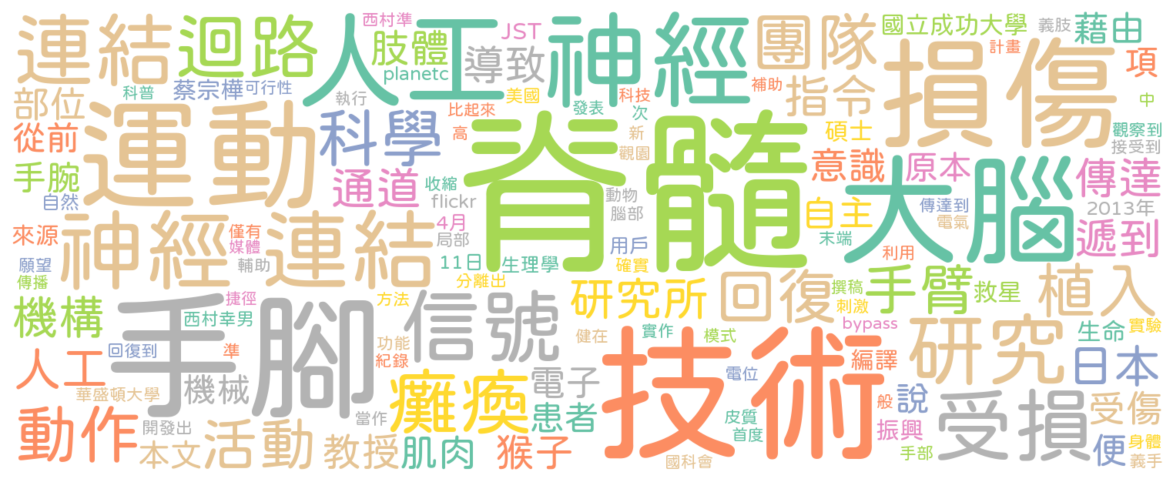 連結
迴路
人工神經
西村準
肢體
planetc
JST
導致
團隊
指令
國立成功大學
義肢
計畫
藉由
項
損傷
部位
科普
蔡宗樺
可行性
執行
比起來
美國
發表
科技
次
補助
中
從前
運動
科學
高
脊髓
新
觀園
碩士
意識
原本
觀察到
接受到
傳達
手腕
自然
通道
收縮
flickr
4月
局部
動物
腦部
自主
大腦
傳達到
電氣
2013年
來源
神經連結
僅有
媒體
輔助
11日
生理學
用戶
確實
末端
利用
遞到
願望
傳播
分離出
研究所
回復
撰稿
刺激
手臂
救星
植入
機構
捷徑
西村幸男
手腳
方法
信號
健在
實作
模式
bypass
研究
生命
實驗
人工
回復到
準
功能
紀錄
技術
編譯
日本
華盛頓大學
機械
癱瘓
電子
電位
般
說
受損
受傷
動作
開發出
當作
患者
皮質
首度
振興
便
身體
義手
本文
活動
教授
肌肉
猴子
國科會
手部